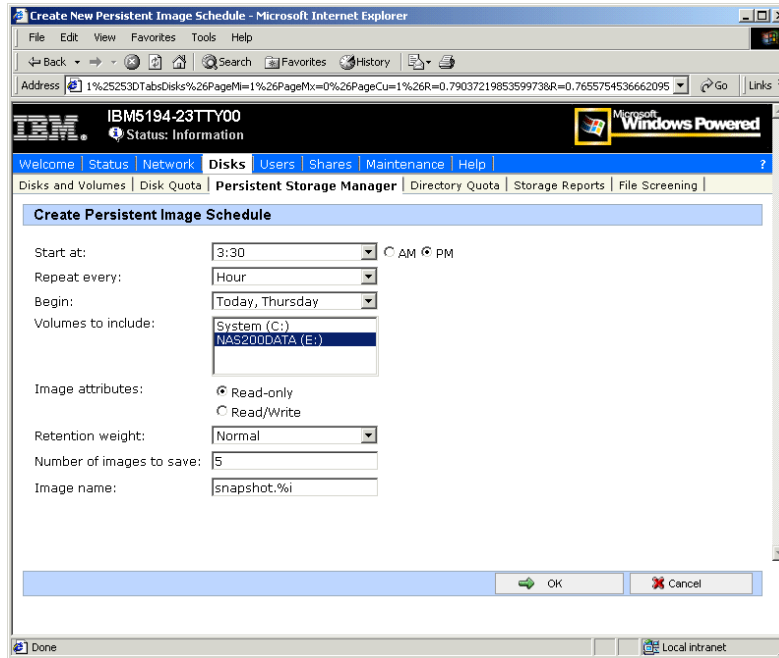 Create New Persistent Image Schedule - Microsoft Internet Explorer
File Edit View Favorites Tools Help
Back Search Favorites History
Address 1%25253DTabsDisks%26PageMi=1%26PageMx=0%26PageCu=1%26R=0.7903721985359973&R=0.7655754536662095 Go Links
IBM IBM5194-23TTY00 Microsoft Windows Powered
Status: Information
Welcome | Status | Network | Disks | Users | Shares | Maintenance | Help | ?
Disks and Volumes | Disk Quota | Persistent Storage Manager | Directory Quota | Storage Reports | File Screening |
Create Persistent Image Schedule
Start at: 3:30 AM PM
Repeat every: Hour
Begin: Today, Thursday
Volumes to include: System (C:)
NAS200DATA (E:)
Image attributes: Read-only
Read/Write
Retention weight: Normal
Number of images to save: 5
Image name: snapshot.%i
OK Cancel
Done Local intranet